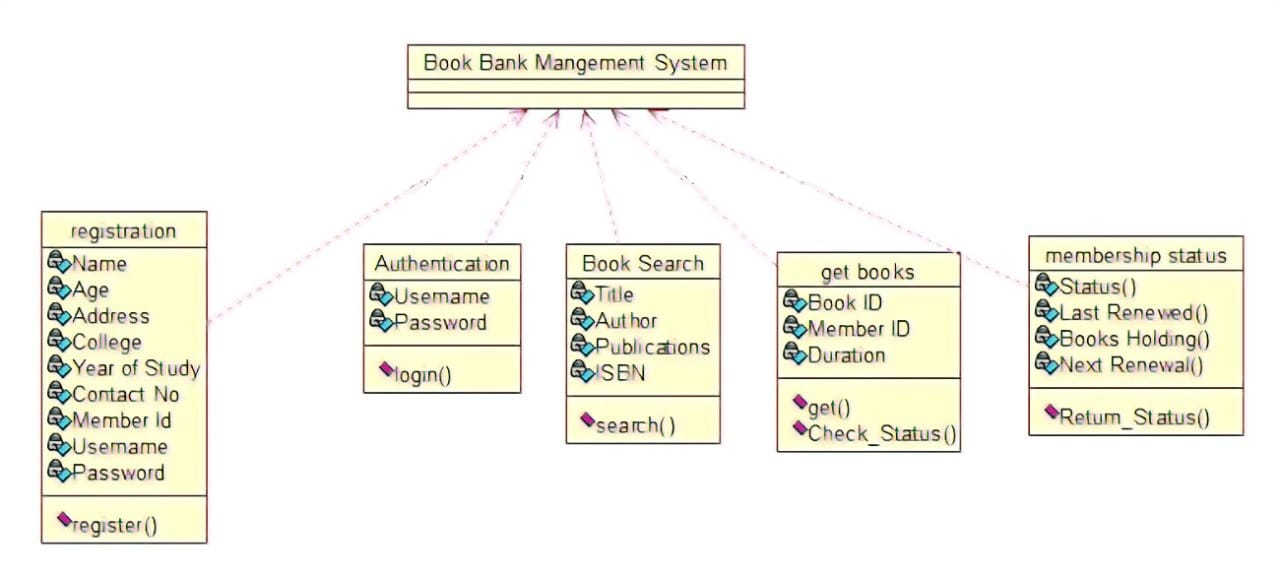 Book Bank Mangement System
registration
Name
Age
Address
College
Year of Study
Contact No
Member Id
Username
Password
register()
Authentication
Username
Password
login()
Book Search
Title
Author
Publications
ISBN
search()
get books
Book ID
Member ID
Duration
get()
Check_Status()
membership status
Status()
Last Renewed()
Books Holding()
Next Renewal()
Return_Status()